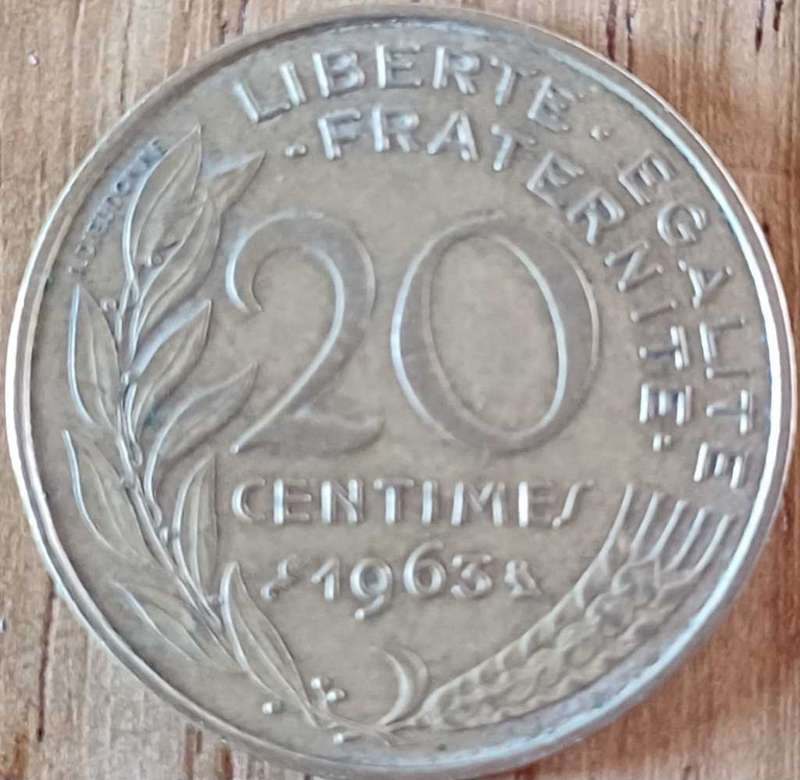 LIBERTE · EGALITE
· FRATERNITE ·
20
CENTIMES
1963